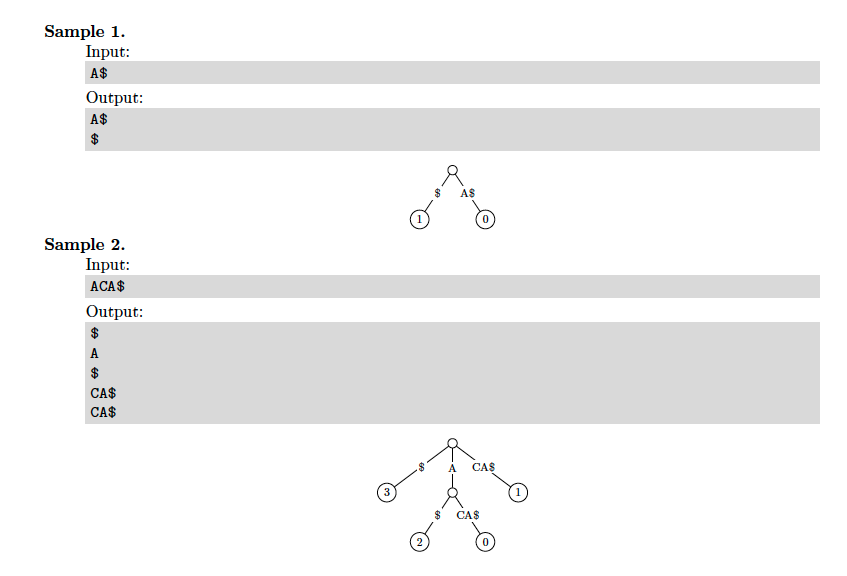 Sample 1.
Input:
A$
Output:
A$
$
$ A$
1 0
Sample 2.
Input:
ACA$
Output:
$
A
$
CA$
CA$
$ A CA$
3 1
$ CA$
2 0